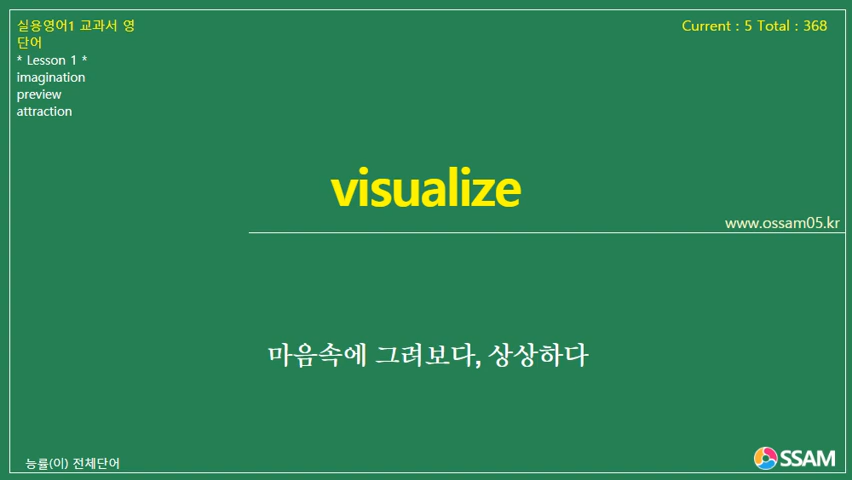 실용영어1 교과서 영
단어
* Lesson 1 *
imagination
preview
attraction
Current : 5 Total : 368
visualize
www.ossam05.kr
마음속에 그려보다, 상상하다
능률(이) 전체단어
OSSAM